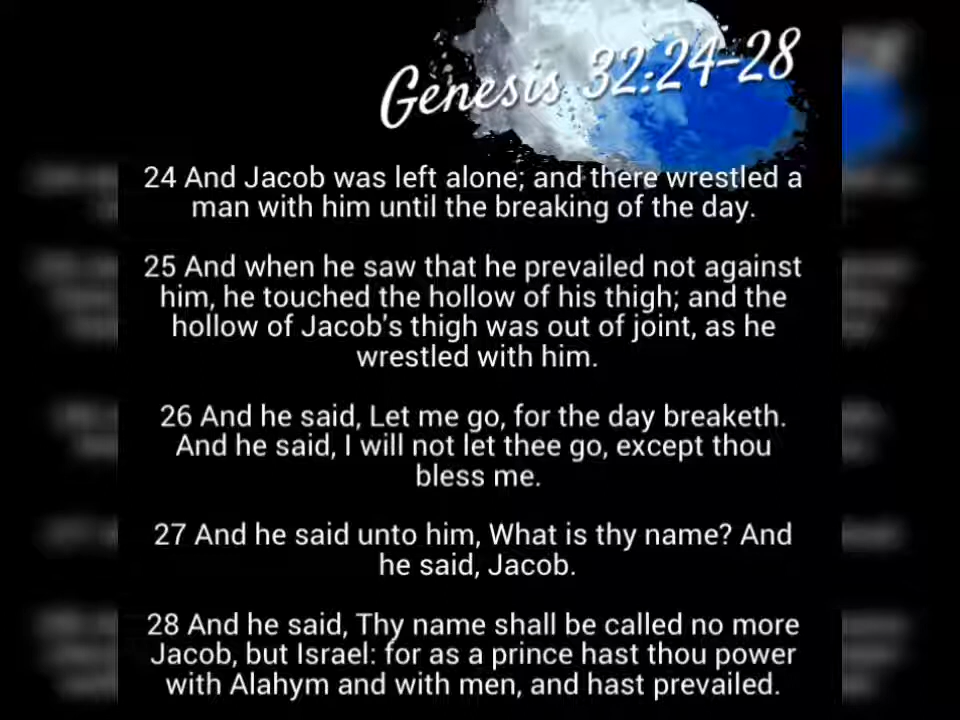 Genesis 32:24-28
24 And Jacob was left alone; and there wrestled a
man with him until the breaking of the day.
25 And when he saw that he prevailed not against
him, he touched the hollow of his thigh; and the
hollow of Jacob's thigh was out of joint, as he
wrestled with him.
26 And he said, Let me go, for the day breaketh.
And he said, I will not let thee go, except thou
bless me.
27 And he said unto him, What is thy name? And
he said, Jacob.
28 And he said, Thy name shall be called no more
Jacob, but Israel: for as a prince hast thou power
with Alahym and with men, and hast prevailed.